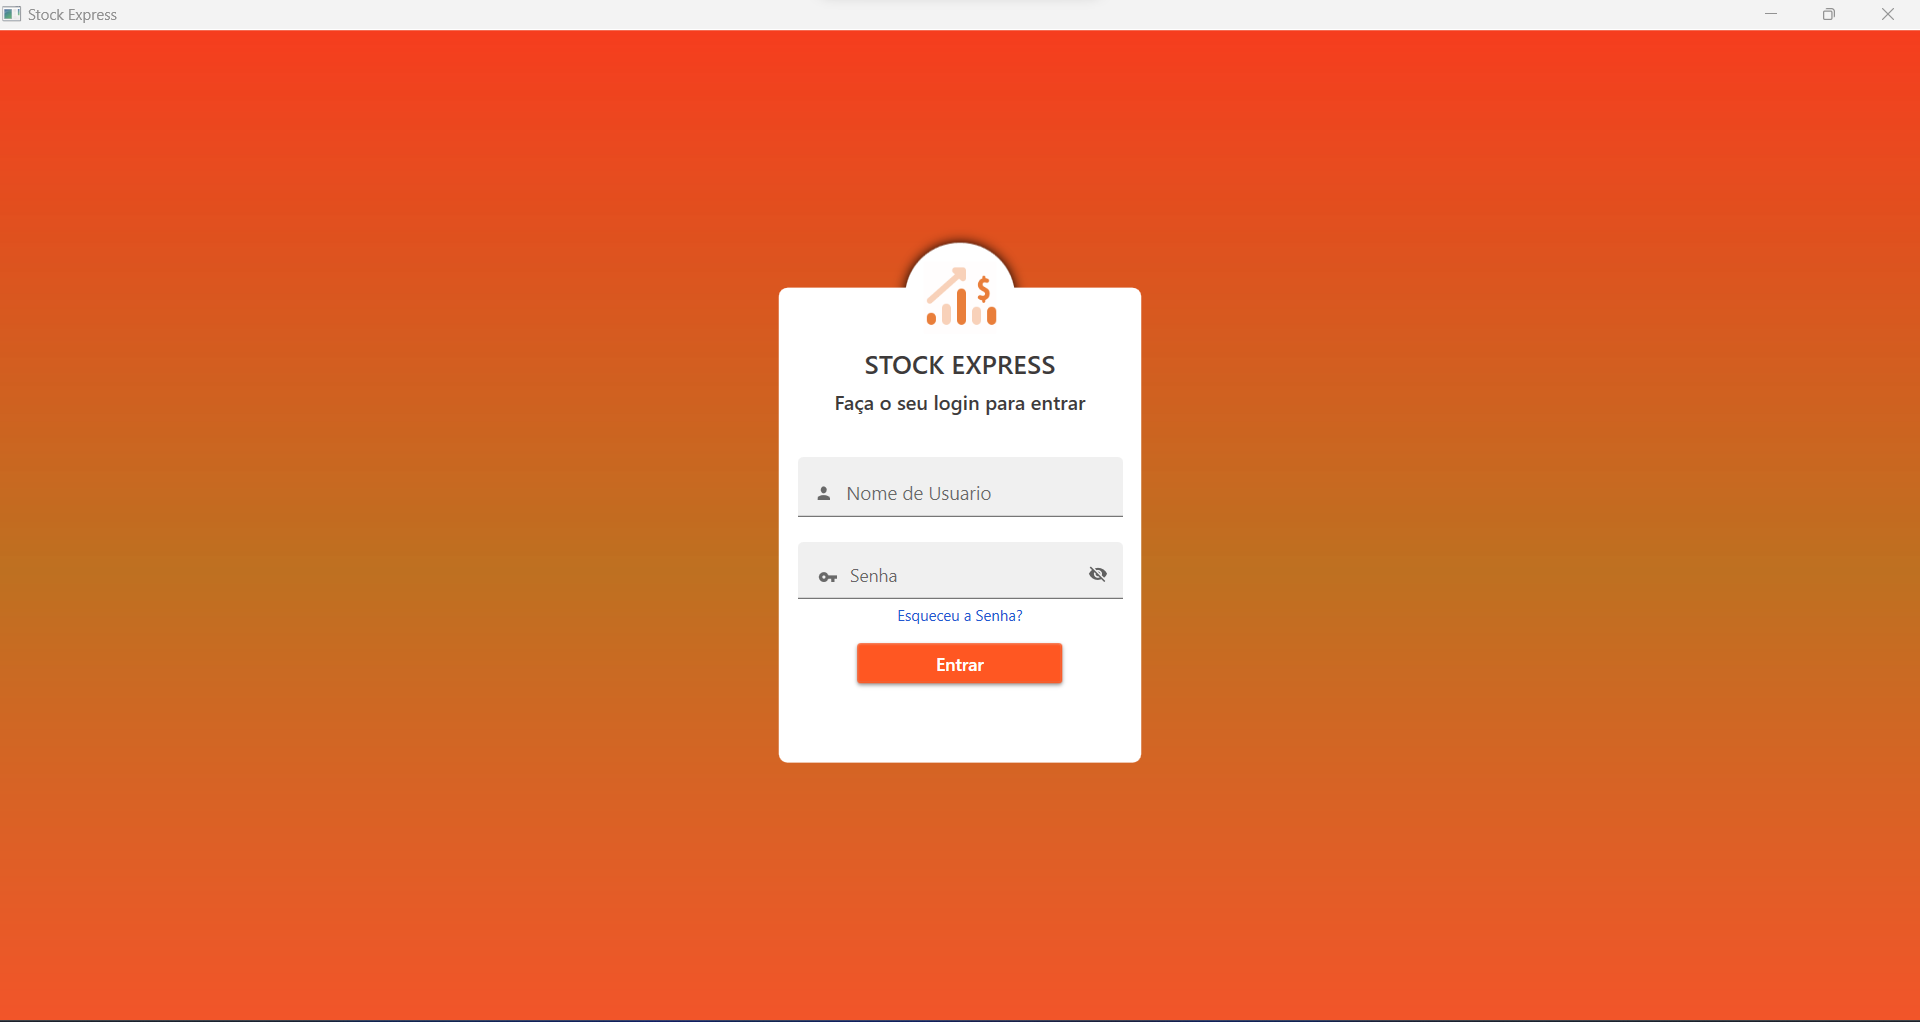 Stock Express
STOCK EXPRESS
Faça o seu login para entrar
Nome de Usuario
Senha
Esqueceu a Senha?
Entrar